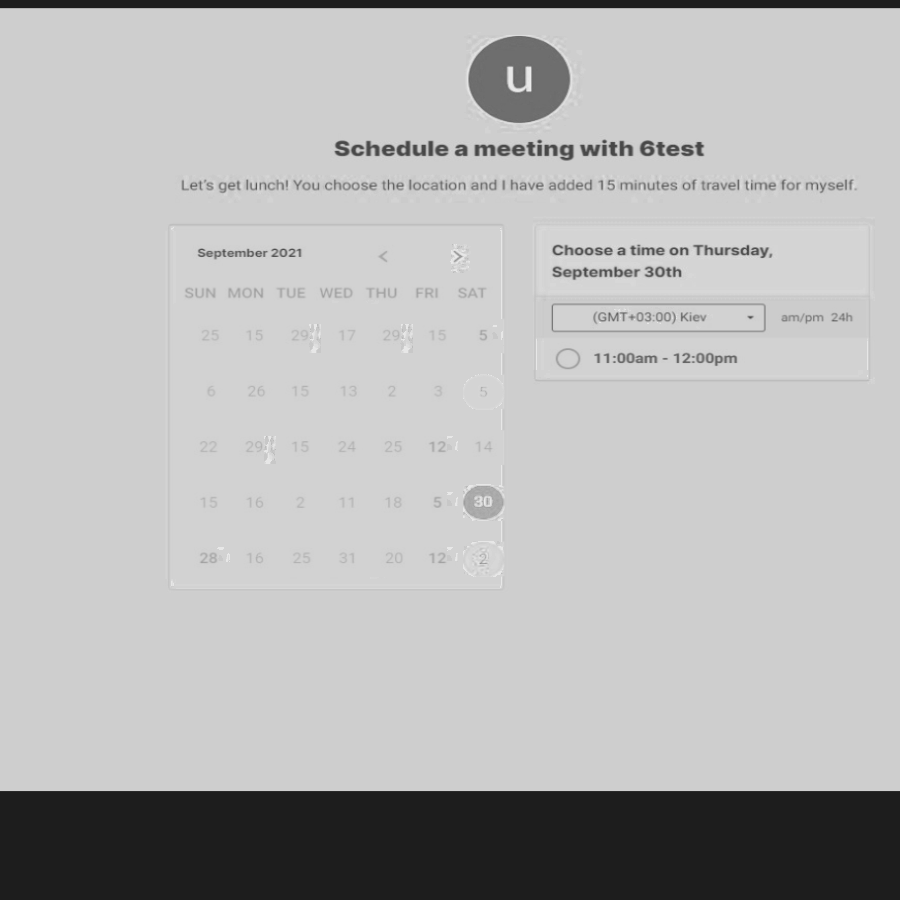 u
Schedule a meeting with 6test
Let's get lunch! You choose the location and I have added 15 minutes of travel time for myself.
September 2021 < >
SUN MON TUE WED THU FRI SAT
25 15 29 17 29 15 5
6 26 15 13 2 3 5
22 29 15 24 25 12 14
15 16 2 11 18 5 30
28 16 25 31 20 12 2
Choose a time on Thursday,
September 30th
(GMT+03:00) Kiev am/pm 24h
11:00am - 12:00pm